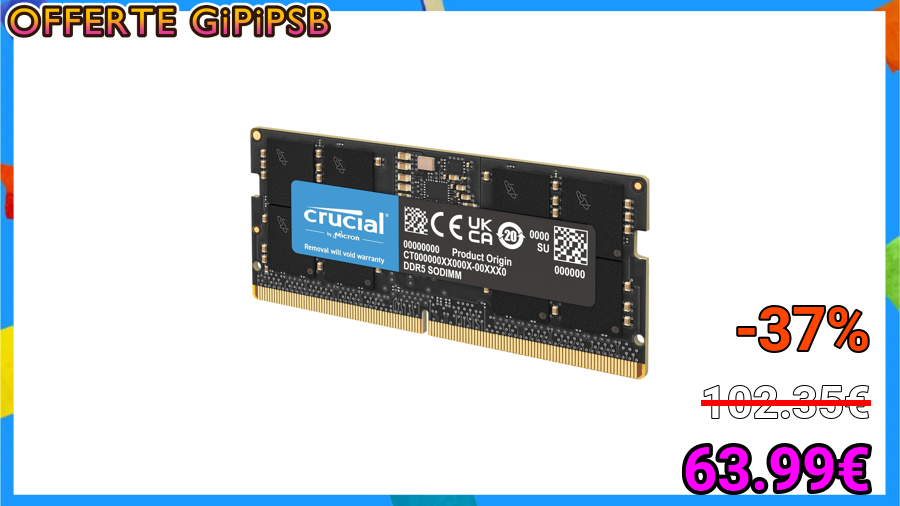 OFFERTE GiPiPSB
crucial
by Micron
Removal will void warranty
CE UK CA 20
0000
SU
00000000
Product Origin
CT000000XX000X-00XXX0
DDR5 SODIMM
000000
-37%
102.35€
63.99€